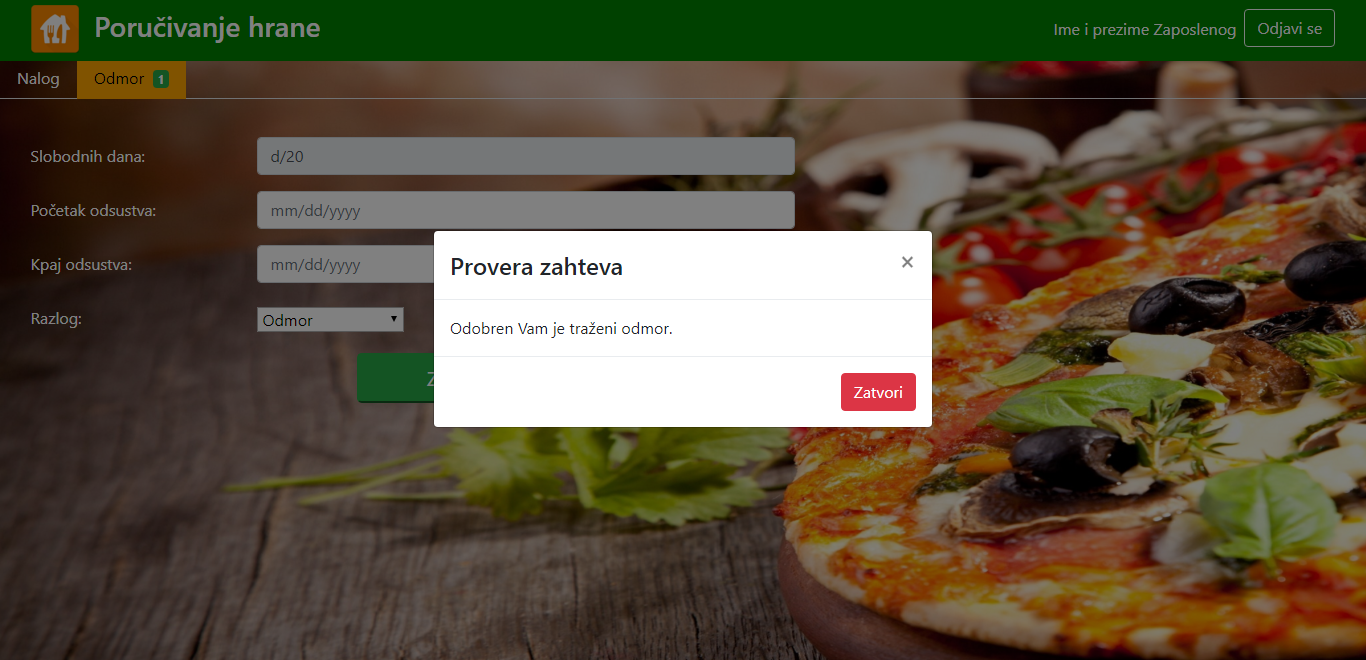 Poručivanje hrane
Ime i prezime Zaposlenog
Odjavi se
Nalog
Odmor 1
Slobodnih dana:
d/20
Početak odsustva:
mm/dd/yyyy
Kpaj odsustva:
mm/dd/yyyy
Razlog:
Odmor
Provera zahteva
×
Odobren Vam je traženi odmor.
Zatvori